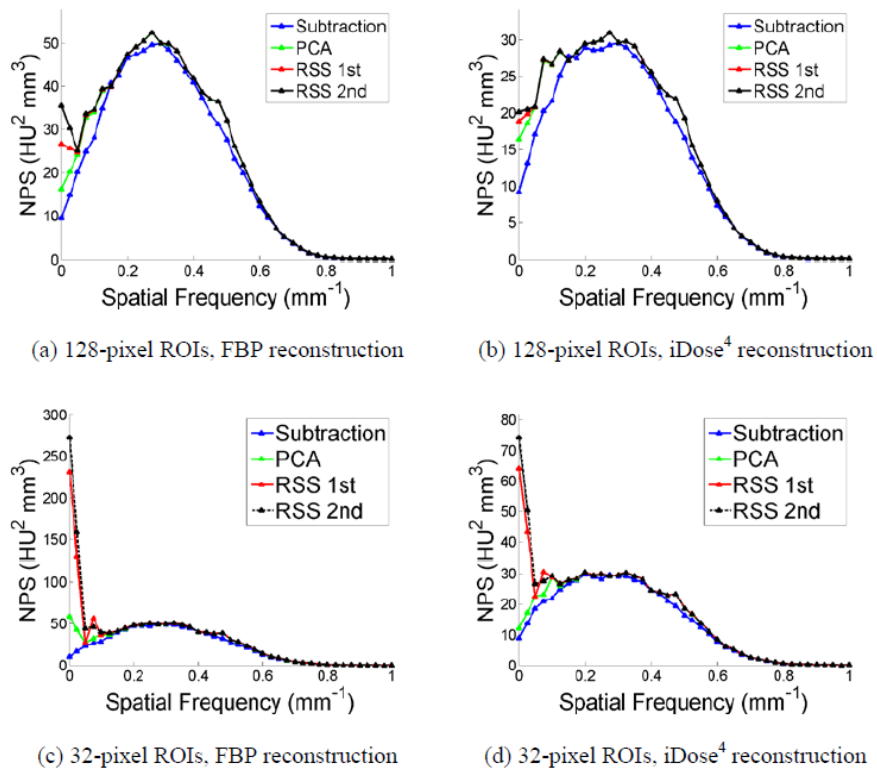 NPS (HU² mm³)
50
40
30
20
10
0
0 0.2 0.4 0.6 0.8 1
Spatial Frequency (mm⁻¹)
Subtraction
PCA
RSS 1st
RSS 2nd
(a) 128-pixel ROIs, FBP reconstruction
NPS (HU² mm³)
30
25
20
15
10
5
0
0 0.2 0.4 0.6 0.8 1
Spatial Frequency (mm⁻¹)
Subtraction
PCA
RSS 1st
RSS 2nd
(b) 128-pixel ROIs, iDose⁴ reconstruction
NPS (HU² mm³)
300
250
200
150
100
50
0
0 0.2 0.4 0.6 0.8 1
Spatial Frequency (mm⁻¹)
Subtraction
PCA
RSS 1st
RSS 2nd
(c) 32-pixel ROIs, FBP reconstruction
NPS (HU² mm³)
80
70
60
50
40
30
20
10
0
0 0.2 0.4 0.6 0.8 1
Spatial Frequency (mm⁻¹)
Subtraction
PCA
RSS 1st
RSS 2nd
(d) 32-pixel ROIs, iDose⁴ reconstruction